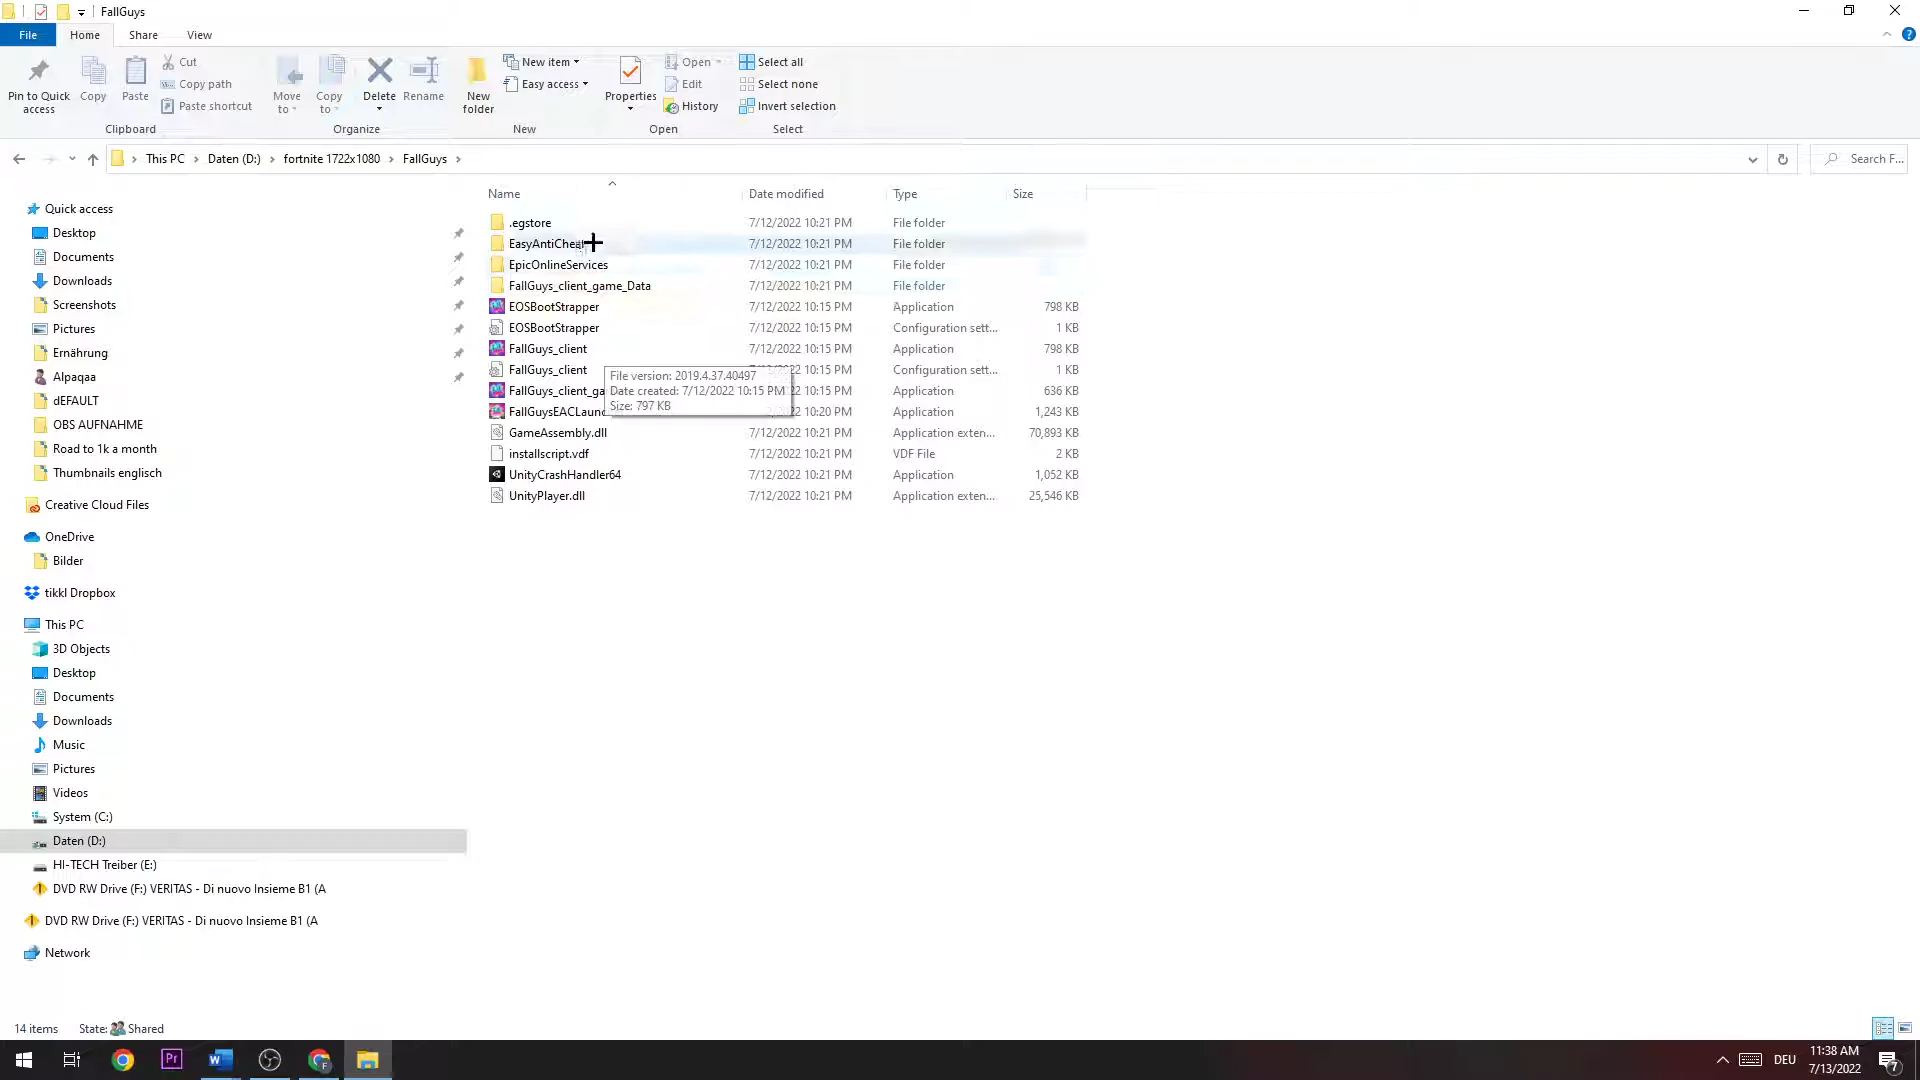 FallGuys
File Home Share View
Pin to Quick access
Copy
Paste
Cut
Copy path
Paste shortcut
Clipboard
Move to
Copy to
Delete
Rename
Organize
New folder
New item
Easy access
New
Properties
Open
Edit
History
Open
Select all
Select none
Invert selection
Select
This PC > Daten (D:) > fortnite 1722x1080 > FallGuys >
Search F...
Name Date modified Type Size
.egstore 7/12/2022 10:21 PM File folder
EasyAntiCheat 7/12/2022 10:21 PM File folder
EpicOnlineServices 7/12/2022 10:21 PM File folder
FallGuys_client_game_Data 7/12/2022 10:21 PM File folder
EOSBootStrapper 7/12/2022 10:15 PM Application 798 KB
EOSBootStrapper 7/12/2022 10:15 PM Configuration sett... 1 KB
FallGuys_client 7/12/2022 10:15 PM Application 798 KB
FallGuys_client 10:15 PM Configuration sett... 1 KB
FallGuys_client_ga 10:15 PM Application 636 KB
FallGuysEACLaun 10:20 PM Application 1,243 KB
GameAssembly.dll 7/12/2022 10:21 PM Application exten... 70,893 KB
installscript.vdf 7/12/2022 10:21 PM VDF File 2 KB
UnityCrashHandler64 7/12/2022 10:21 PM Application 1,052 KB
UnityPlayer.dll 7/12/2022 10:21 PM Application exten... 25,546 KB
File version: 2019.4.37.40497
Date created: 7/12/2022 10:15 PM
Size: 797 KB
Quick access
Desktop
Documents
Downloads
Screenshots
Pictures
Ernährung
Alpaqaa
dEFAULT
OBS AUFNAHME
Road to 1k a month
Thumbnails englisch
Creative Cloud Files
OneDrive
Bilder
tikkl Dropbox
This PC
3D Objects
Desktop
Documents
Downloads
Music
Pictures
Videos
System (C:)
Daten (D:)
HI-TECH Treiber (E:)
DVD RW Drive (F:) VERITAS - Di nuovo Insieme B1 (A
DVD RW Drive (F:) VERITAS - Di nuovo Insieme B1 (A
Network
14 items State: Shared
DEU
11:38 AM
7/13/2022
7